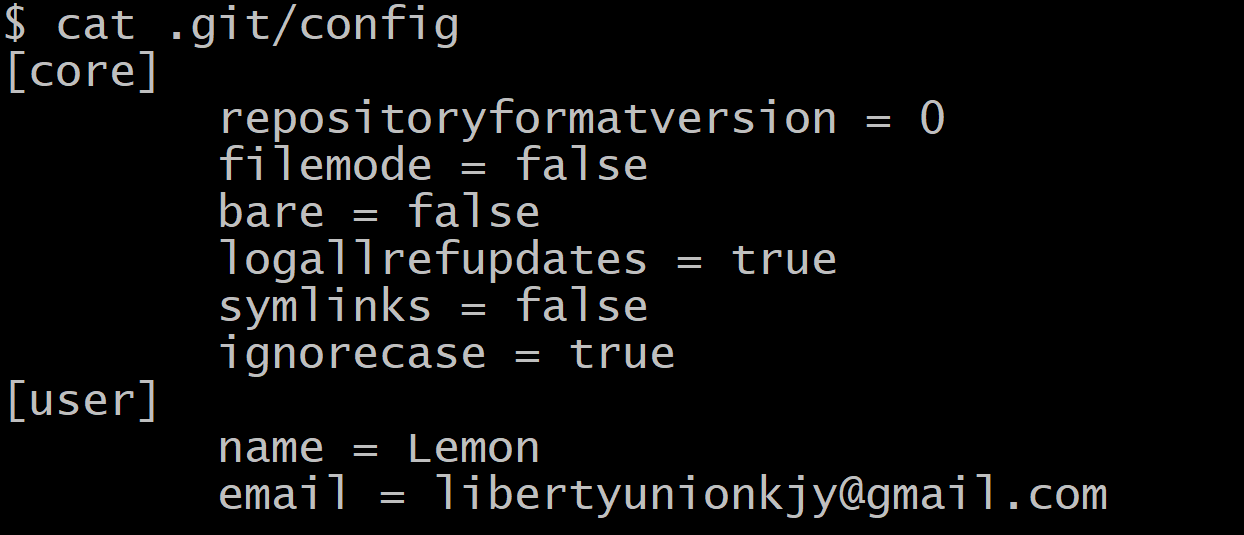 $ cat .git/config
[core]
        repositoryformatversion = 0
        filemode = false
        bare = false
        logallrefupdates = true
        symlinks = false
        ignorecase = true
[user]
        name = Lemon
        email = libertyunionkjy@gmail.com